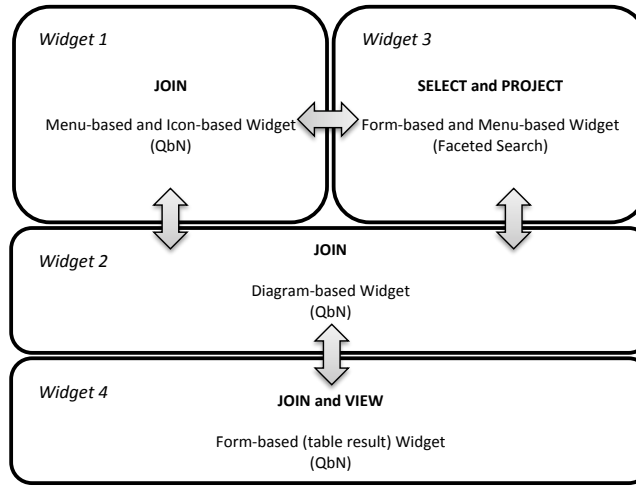 Widget 1
JOIN
Menu-based and Icon-based Widget
(QbN)
Widget 3
SELECT and PROJECT
Form-based and Menu-based Widget
(Faceted Search)
Widget 2
JOIN
Diagram-based Widget
(QbN)
Widget 4
JOIN and VIEW
Form-based (table result) Widget
(QbN)